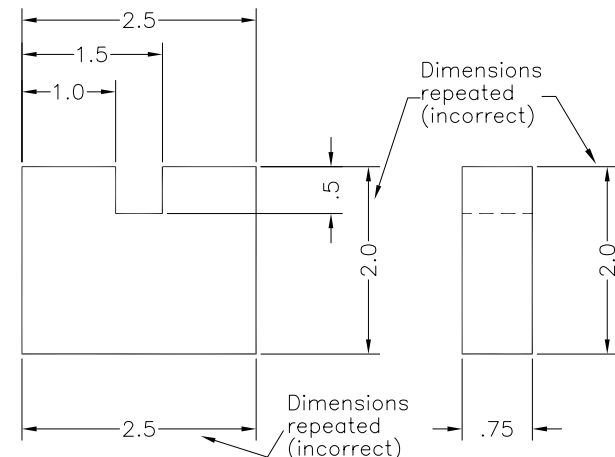 2.5
1.5
1.0
Dimensions
repeated
(incorrect)
.5
2.0
2.0
2.5
Dimensions
repeated
(incorrect)
.75